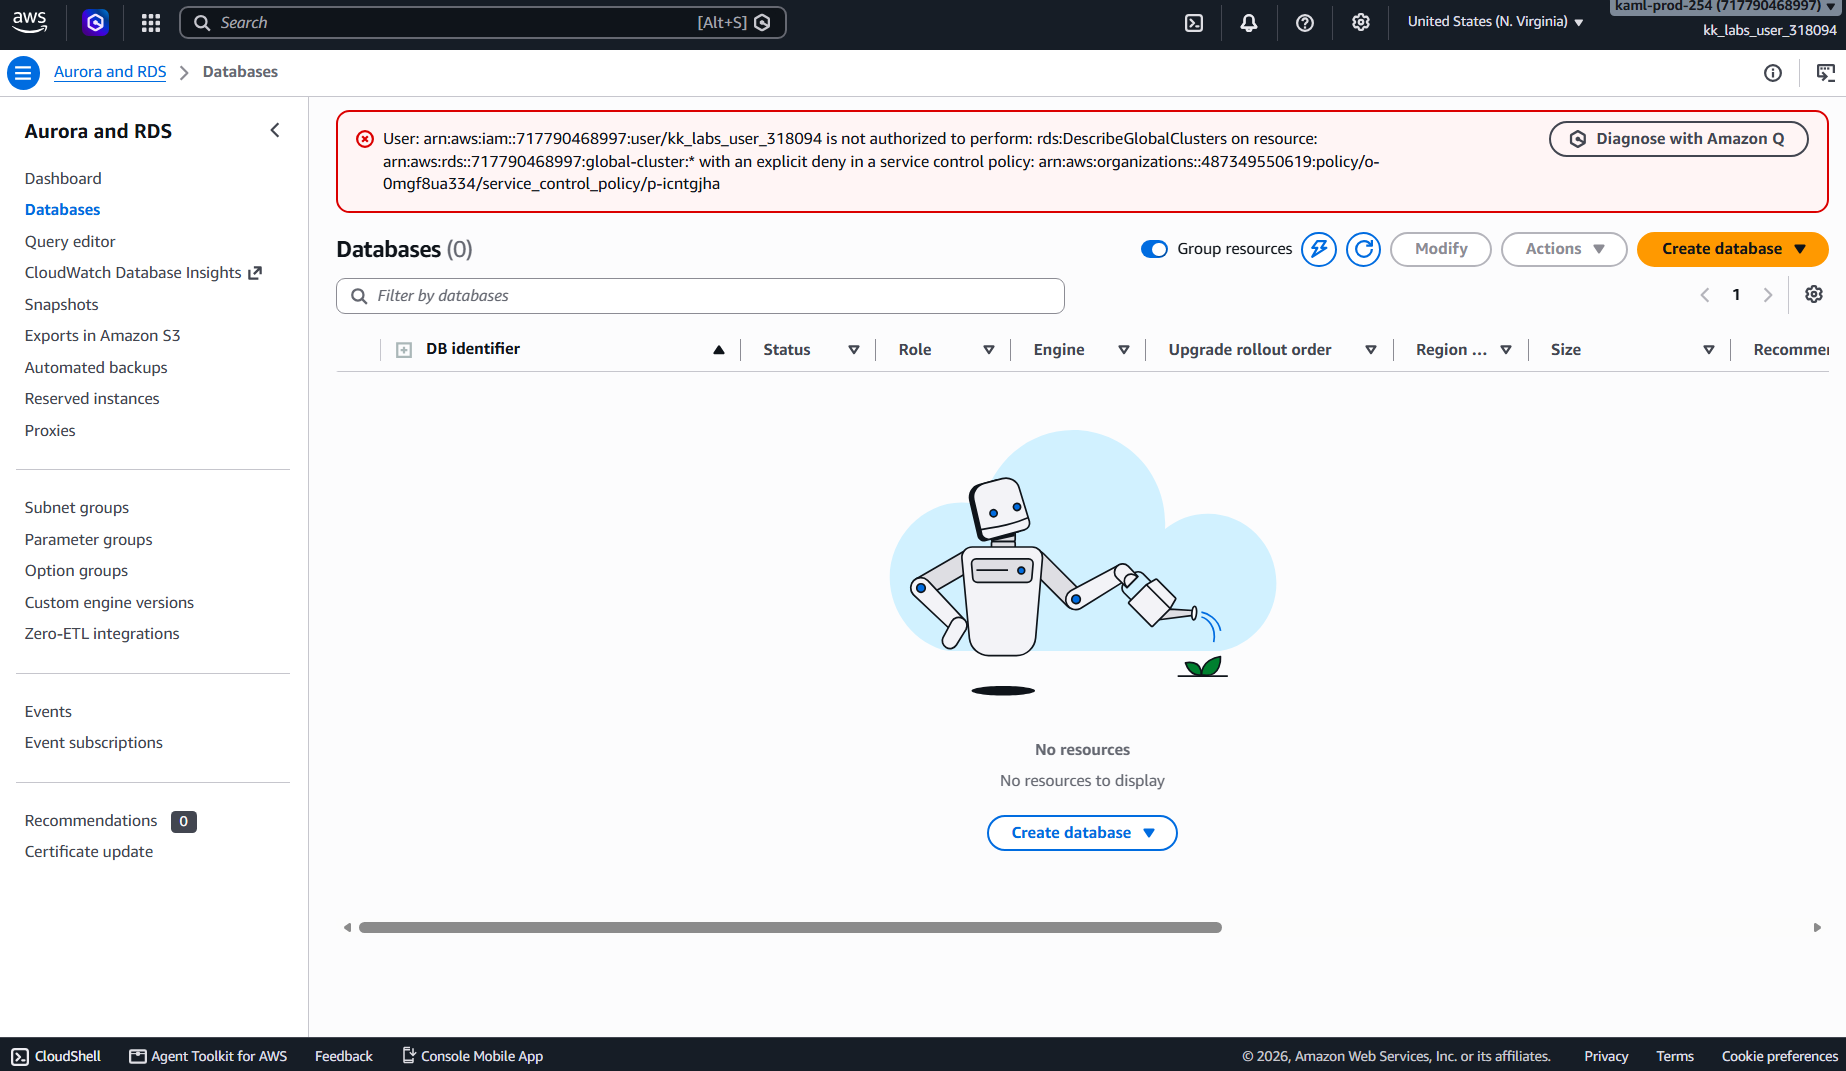 aws
Search [Alt+S]
United States (N. Virginia)
kaml-prod-254 (717790468997)
kk_labs_user_318094
Aurora and RDS > Databases
Aurora and RDS
Dashboard
Databases
Query editor
CloudWatch Database Insights
Snapshots
Exports in Amazon S3
Automated backups
Reserved instances
Proxies
Subnet groups
Parameter groups
Option groups
Custom engine versions
Zero-ETL integrations
Events
Event subscriptions
Recommendations 0
Certificate update
User: arn:aws:iam::717790468997:user/kk_labs_user_318094 is not authorized to perform: rds:DescribeGlobalClusters on resource:
arn:aws:rds::717790468997:global-cluster:* with an explicit deny in a service control policy: arn:aws:organizations::487349550619:policy/o-
0mgf8ua334/service_control_policy/p-icntgjha
Diagnose with Amazon Q
Databases (0)
Group resources
Modify
Actions
Create database
Filter by databases
1
DB identifier Status Role Engine Upgrade rollout order Region ... Size Recommer
No resources
No resources to display
Create database
CloudShell Agent Toolkit for AWS Feedback Console Mobile App
© 2026, Amazon Web Services, Inc. or its affiliates. Privacy Terms Cookie preferences